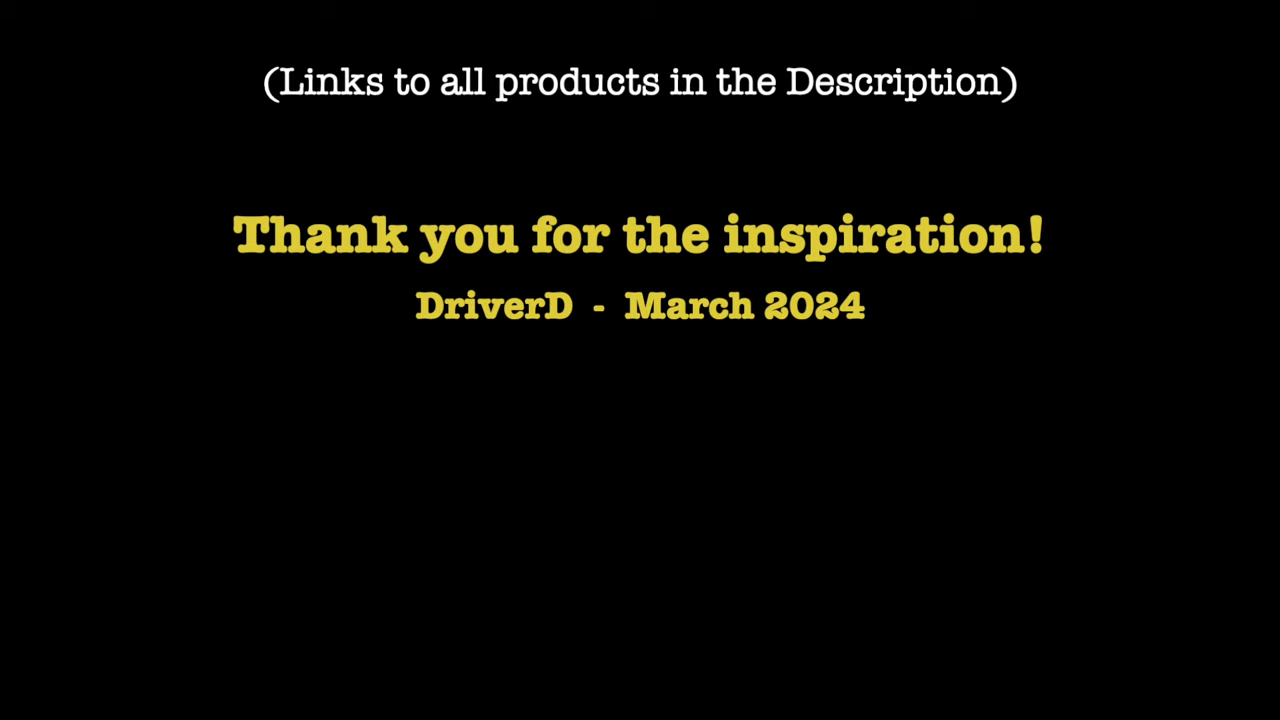 (Links to all products in the Description)
Thank you for the inspiration!
DriverD - March 2024